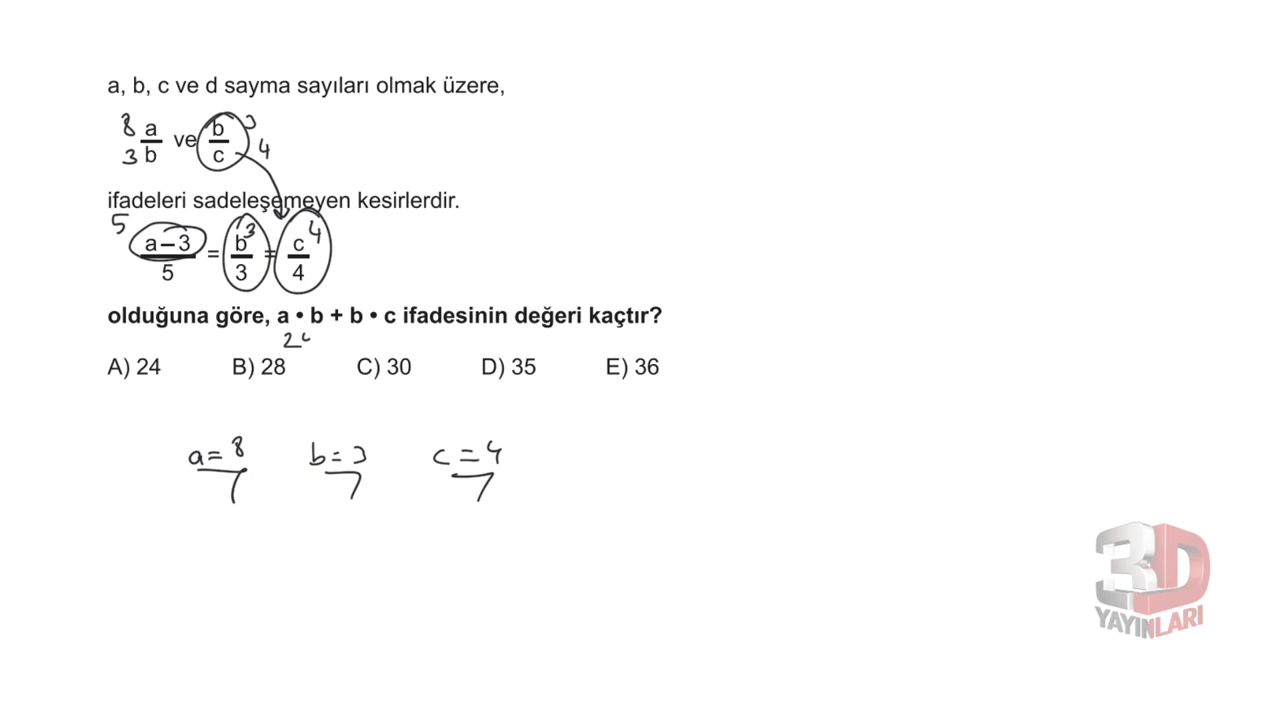 a, b, c ve d sayma sayıları olmak üzere,
8 a/3 b ve b/c 3 4
ifadeleri sadeleşemeyen kesirlerdir.
5 a – 3/5 = b/3 3 = c/4 4
olduğuna göre, a • b + b • c ifadesinin değeri kaçtır?
24
A) 24 B) 28 C) 30 D) 35 E) 36
a = 8 b = 3 c = 4
3D
YAYINLARI